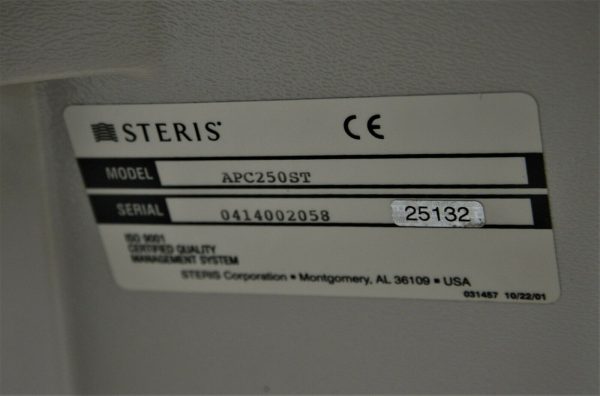 STERIS® CE
MODEL APC250ST
SERIAL 0414002058 25132
ISO 9001
CERTIFIED QUALITY
MANAGEMENT SYSTEM
STERIS Corporation ▪ Montgomery, AL 36109 ▪ USA
031457 10/22/01